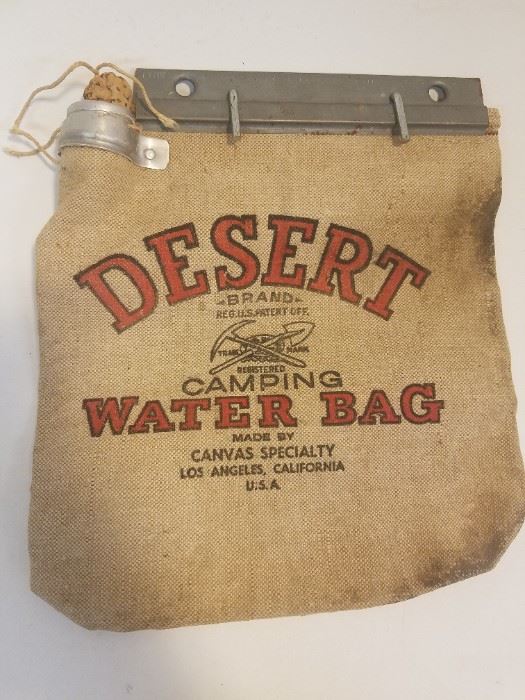 DESERT
-BRAND-
REG. U.S. PATENT OFF.
TRADE MARK
REGISTERED
CAMPING
WATER BAG
MADE BY
CANVAS SPECIALTY
LOS ANGELES, CALIFORNIA
U.S.A.